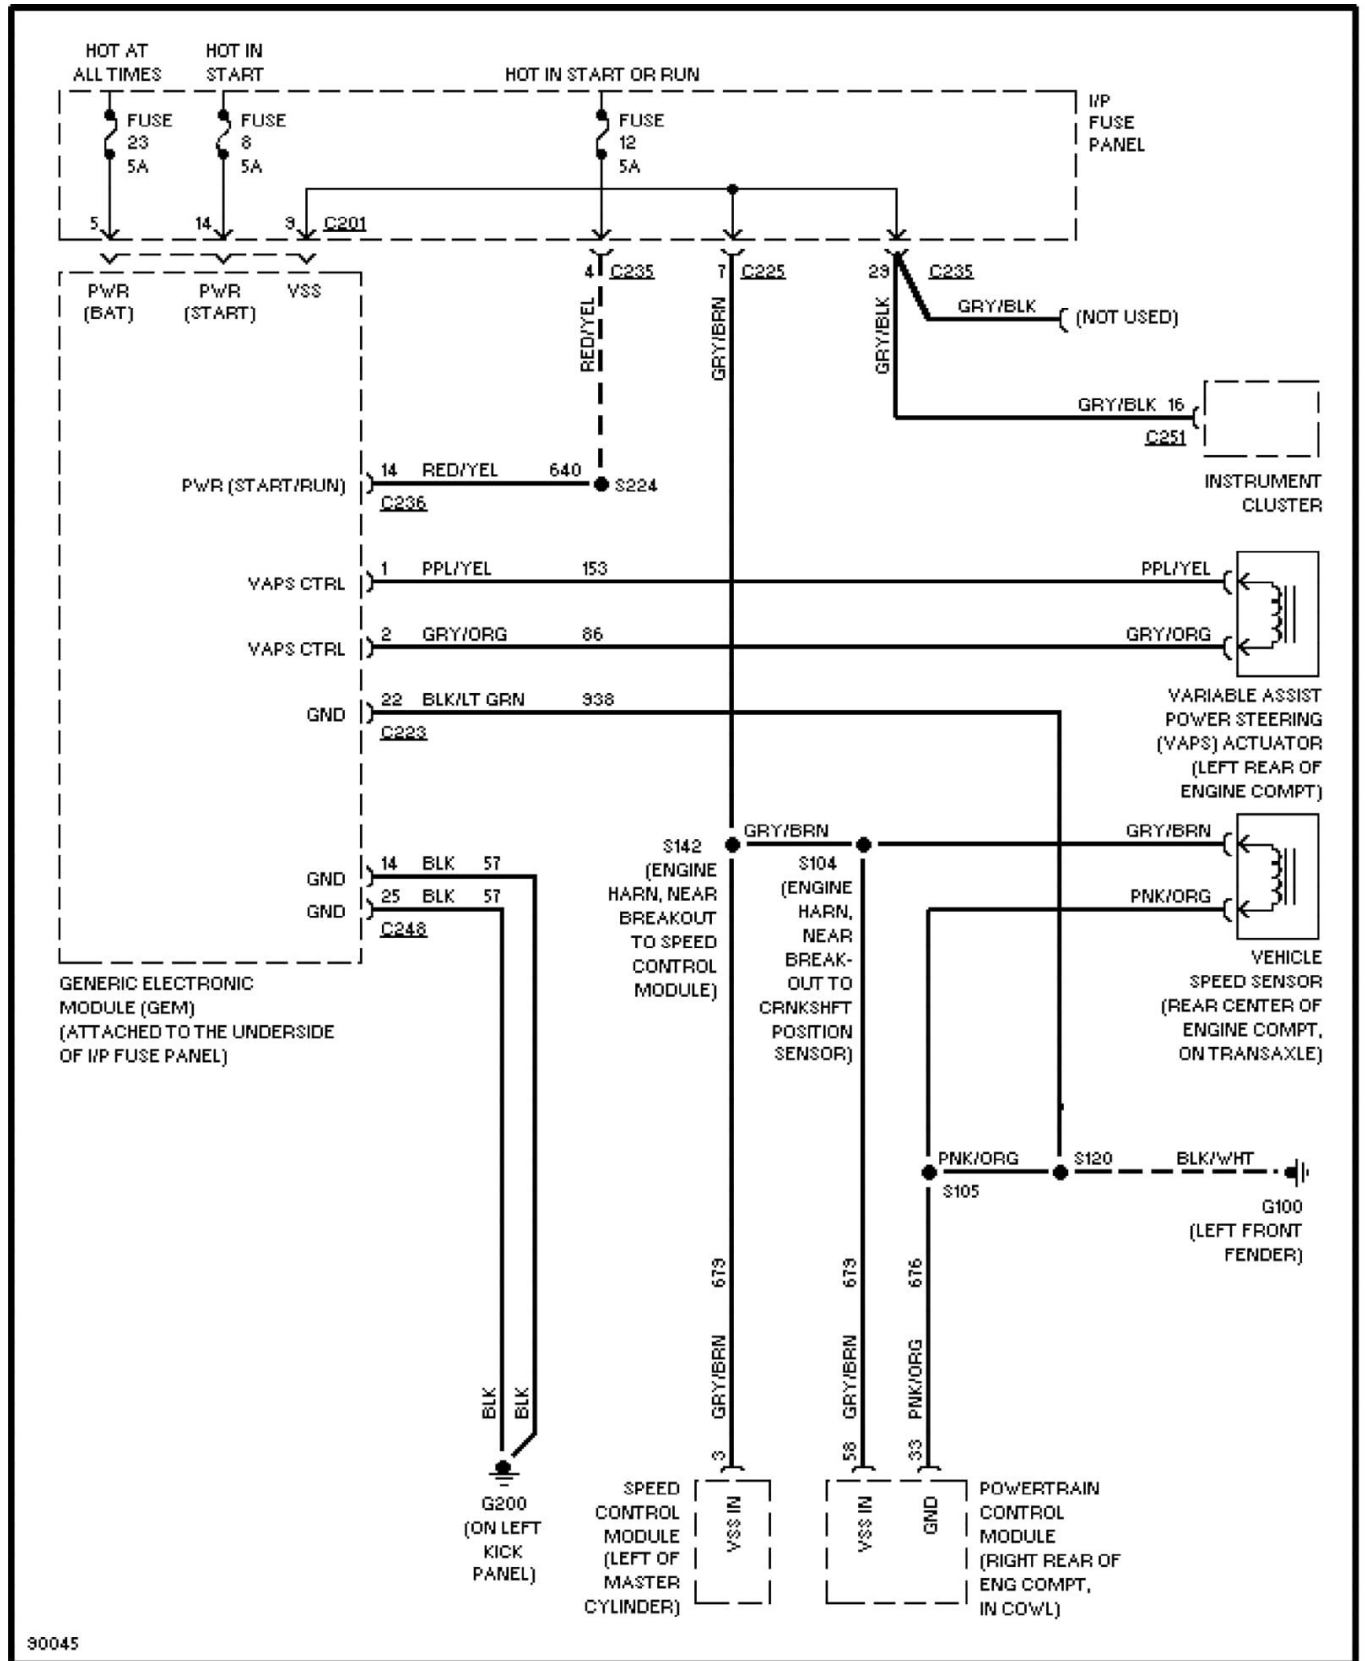 HOT AT
ALL TIMES
HOT IN
START
HOT IN START OR RUN
I/P
FUSE
PANEL
FUSE
23
5A
FUSE
8
5A
FUSE
12
5A
5
14
9
C201
4
C235
7
C225
29
C235
PWR
(BAT)
PWR
(START)
VSS
RED/YEL
GRY/BRN
GRY/BLK
GRY/BLK
(NOT USED)
GRY/BLK 16
C251
INSTRUMENT
CLUSTER
PWR (START/RUN)
14 RED/YEL 640
S224
C236
VAPS CTRL
1 PPL/YEL 153
PPL/YEL
VAPS CTRL
2 GRY/ORG 86
GRY/ORG
GND
22 BLK/LT GRN 938
C223
VARIABLE ASSIST
POWER STEERING
(VAPS) ACTUATOR
(LEFT REAR OF
ENGINE COMPT)
GRY/BRN
GRY/BRN
S142
(ENGINE
HARN, NEAR
BREAKOUT
TO SPEED
CONTROL
MODULE)
S104
(ENGINE
HARN,
NEAR
BREAK-
OUT TO
CRNKSHFT
POSITION
SENSOR)
PNK/ORG
GND
14 BLK 57
GND
25 BLK 57
C248
VEHICLE
SPEED SENSOR
(REAR CENTER OF
ENGINE COMPT,
ON TRANSAXLE)
GENERIC ELECTRONIC
MODULE (GEM)
(ATTACHED TO THE UNDERSIDE
OF I/P FUSE PANEL)
PNK/ORG
S105
S120
BLK/WHT
G100
(LEFT FRONT
FENDER)
679
679
676
BLK
BLK
GRY/BRN
GRY/BRN
PNK/ORG
3
58
33
G200
(ON LEFT
KICK
PANEL)
SPEED
CONTROL
MODULE
(LEFT OF
MASTER
CYLINDER)
VSS IN
VSS IN
GND
POWERTRAIN
CONTROL
MODULE
(RIGHT REAR OF
ENG COMPT,
IN COWL)
90045